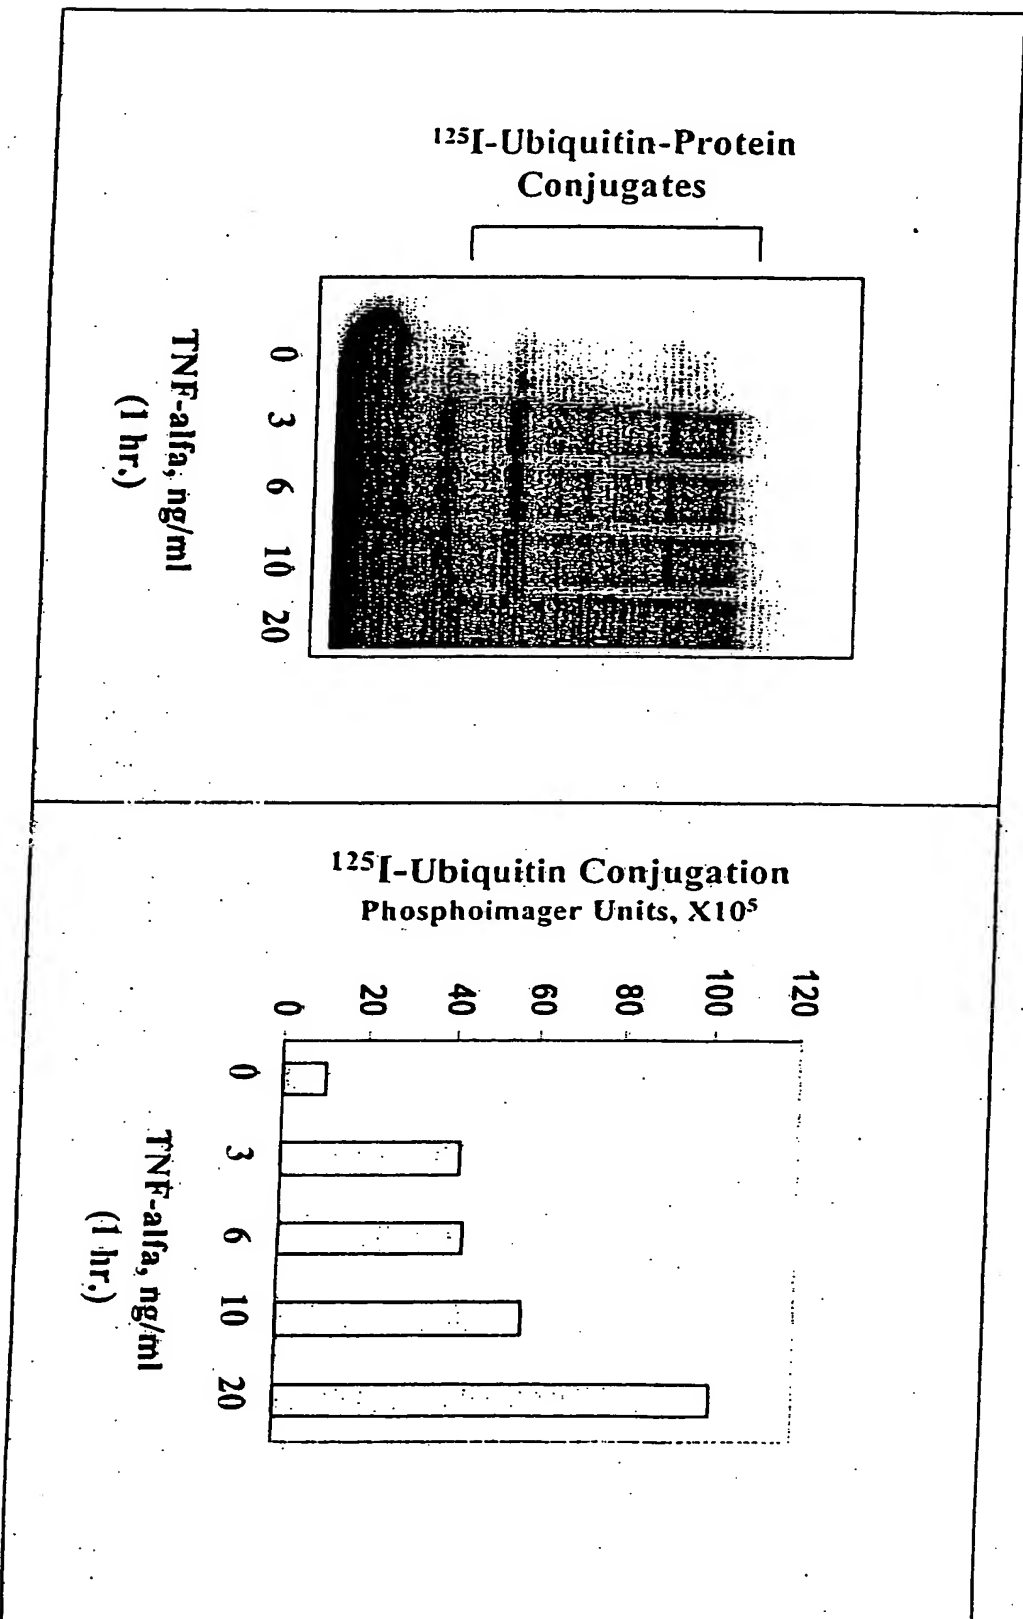 ¹²⁵I-Ubiquitin-Protein
Conjugates
0 3 6 10 20
TNF-alfa, ng/ml
(1 hr.)
¹²⁵I-Ubiquitin Conjugation
Phosphoimager Units, X10⁵
120
100
80
60
40
20
0
0 3 6 10 20
TNF-alfa, ng/ml
(1 hr.)